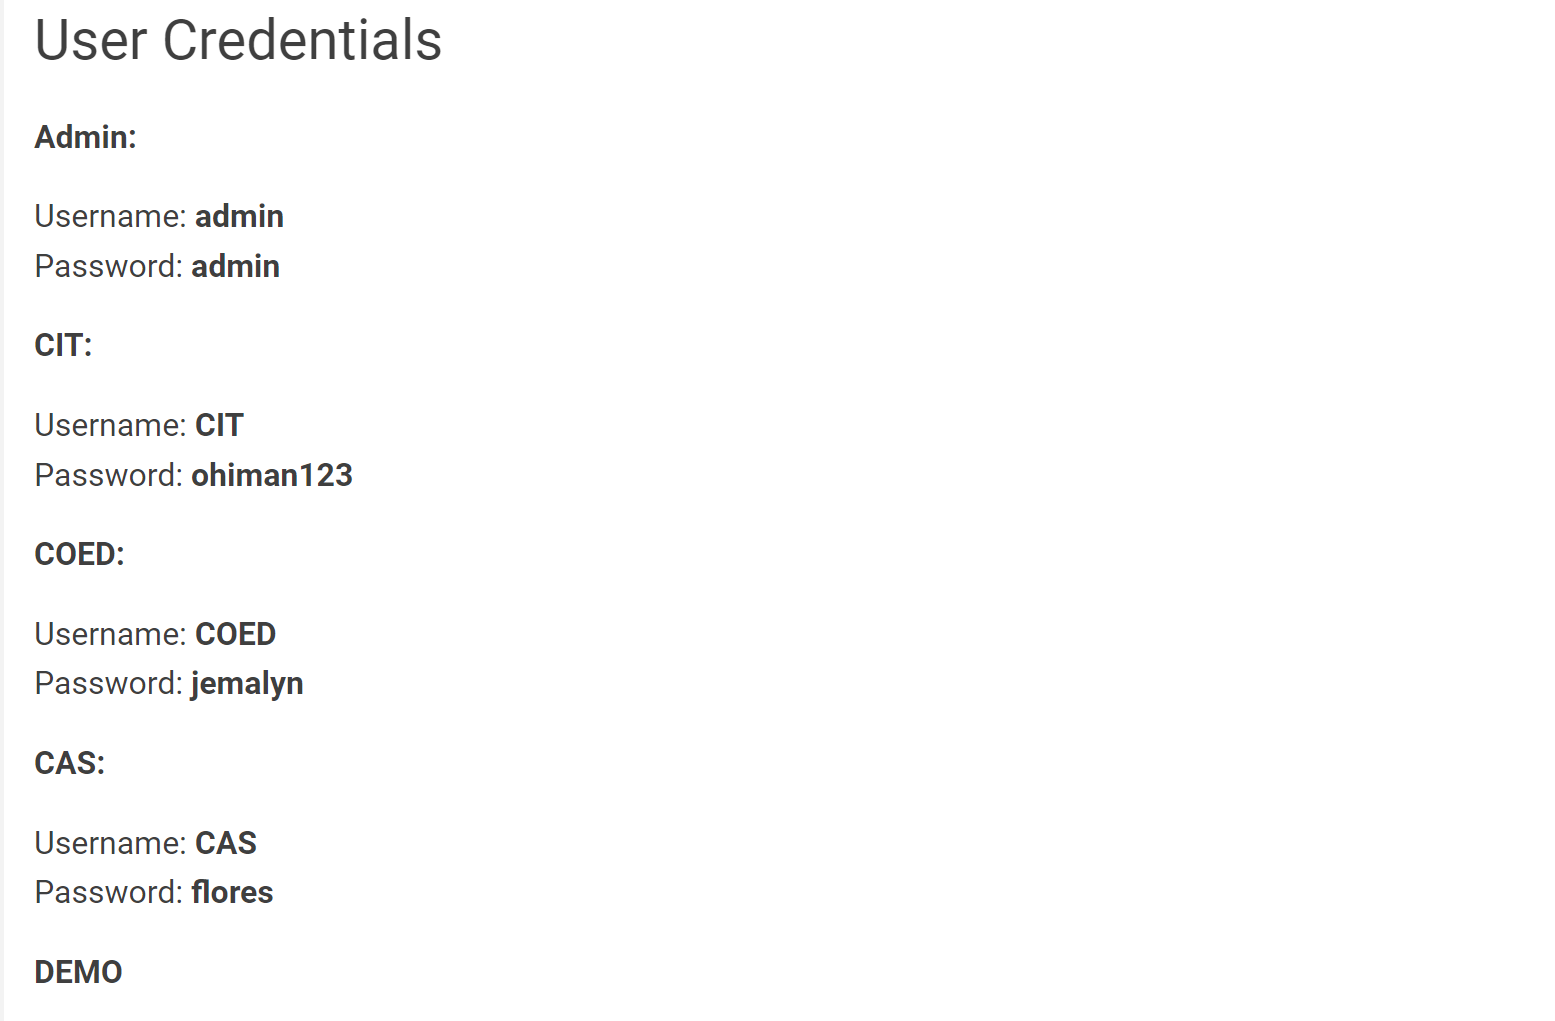 User Credentials
Admin:
Username: admin
Password: admin
CIT:
Username: CIT
Password: ohiman123
COED:
Username: COED
Password: jemalyn
CAS:
Username: CAS
Password: flores
DEMO